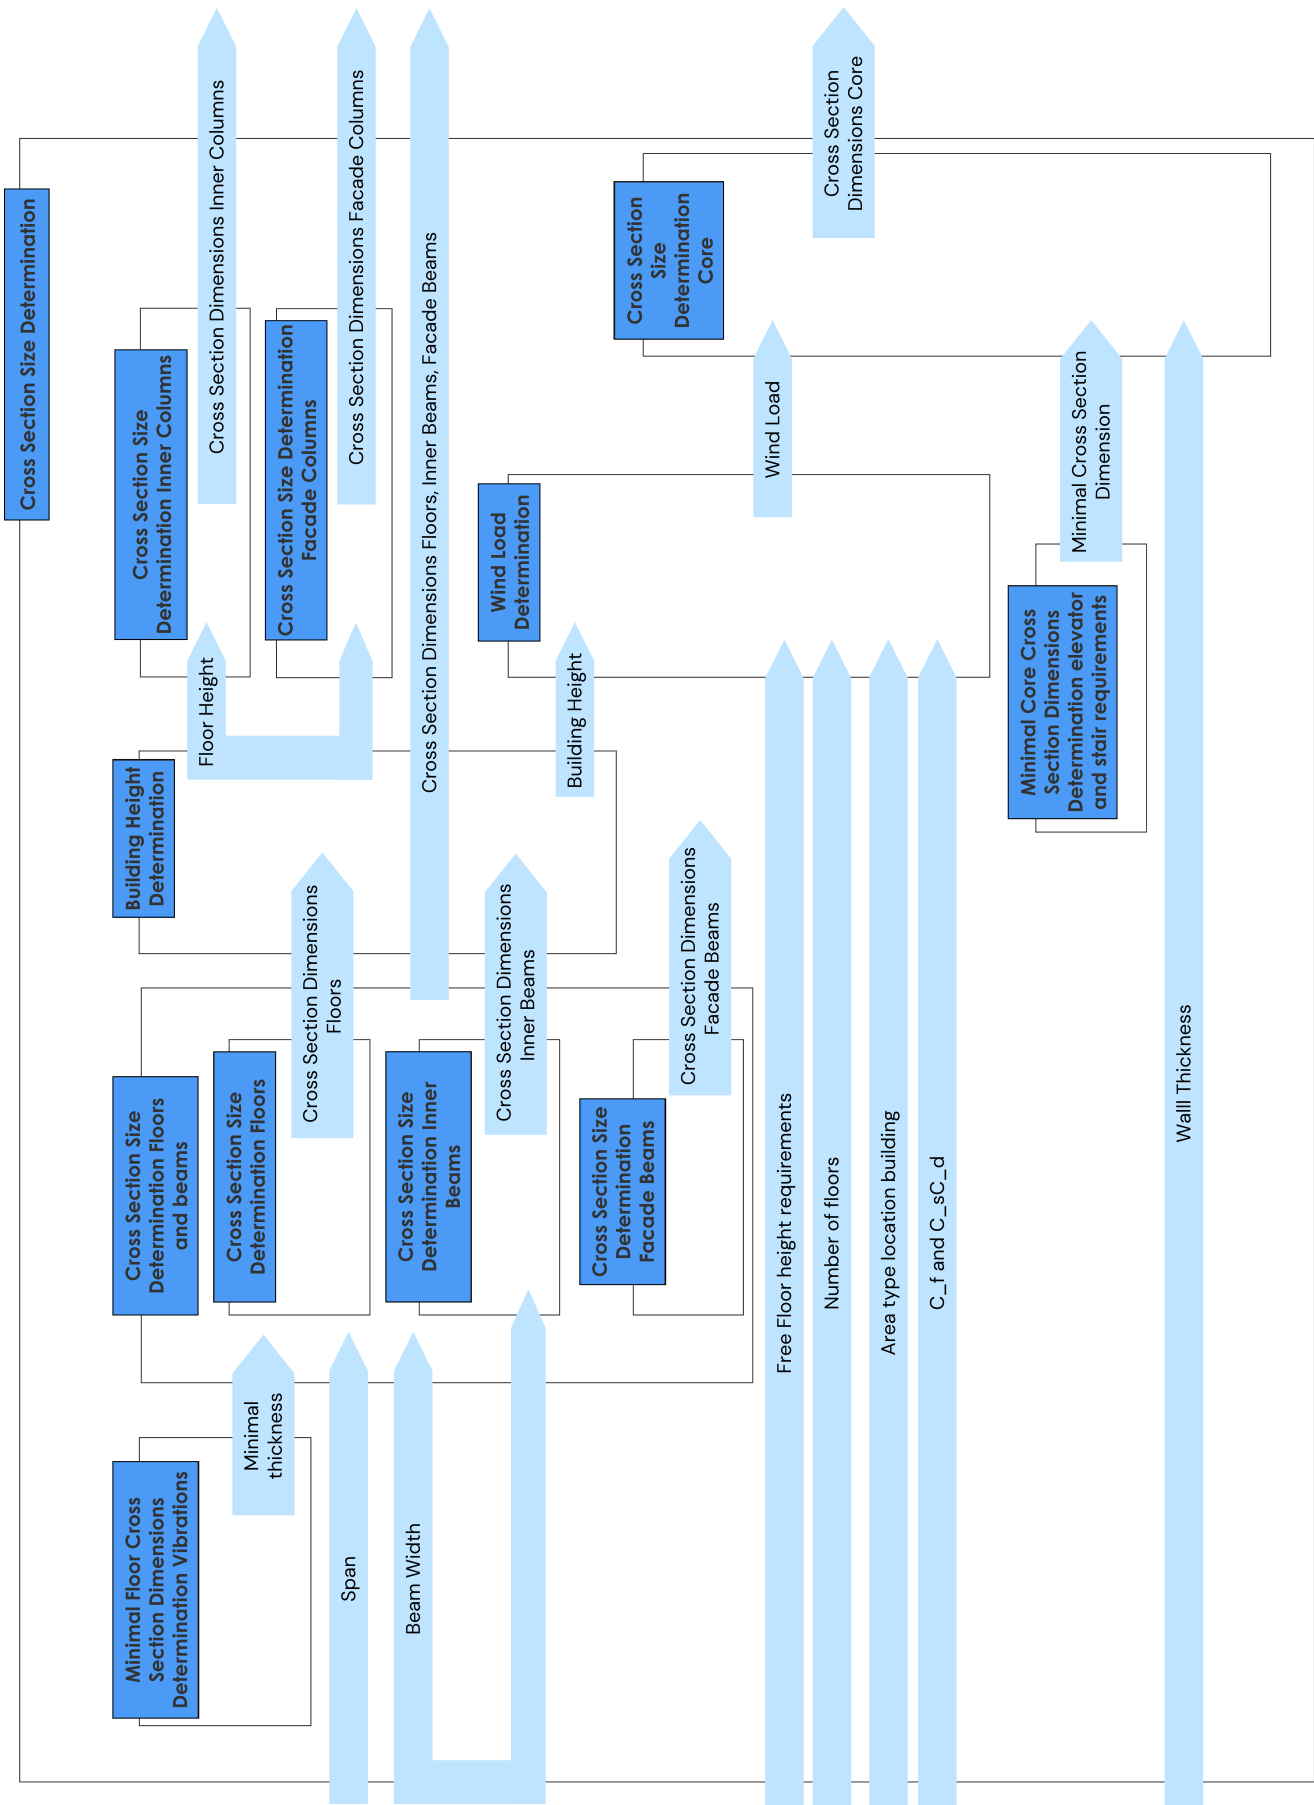 Cross Section Size Determination
Minimal Floor Cross
Section Dimensions
Determination Vibrations
Minimal
thickness
Span
Beam Width
Cross Section Size
Determination Floors
and beams
Cross Section Size
Determination Floors
Cross Section Dimensions
Floors
Cross Section Size
Determination Inner
Beams
Cross Section Dimensions
Inner Beams
Cross Section Size
Determination
Facade Beams
Cross Section Dimensions
Facade Beams
Building Height
Determination
Floor Height
Building Height
Cross Section Size
Determination Inner Columns
Cross Section Dimensions Inner Columns
Cross Section Size Determination
Facade Columns
Cross Section Dimensions Facade Columns
Cross Section Dimensions Floors, Inner Beams, Facade Beams
Wind Load
Determination
Wind Load
Free Floor height requirements
Number of floors
Area type location building
C_f and C_sC_d
Minimal Core Cross
Section Dimensions
Determination elevator
and stair requirements
Minimal Cross Section
Dimension
Walll Thickness
Cross Section
Size
Determination
Core
Cross Section
Dimensions Core